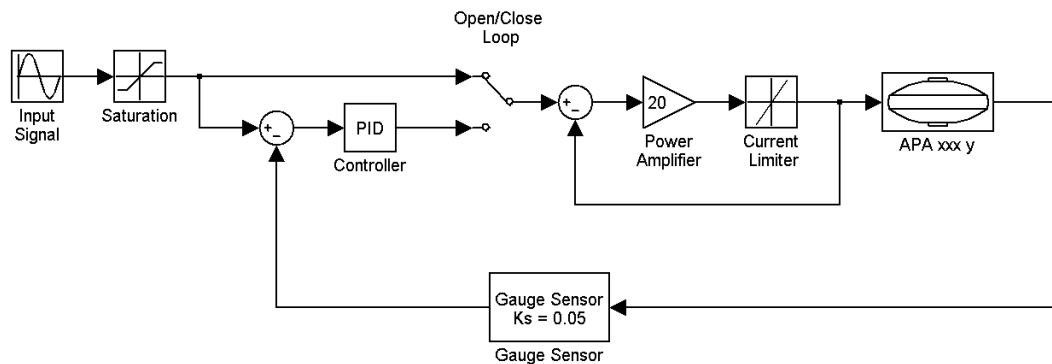 Open/Close
Loop
Input
Signal
Saturation
+
−
PID
Controller
+
−
20
Power
Amplifier
Current
Limiter
APA xxx y
Gauge Sensor
Ks = 0.05
Gauge Sensor